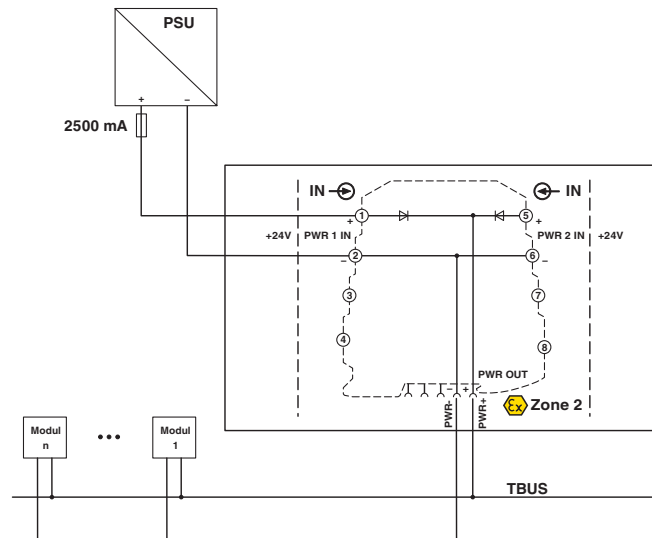 PSU
+ −
2500 mA
IN IN
1 5
+ +
+24V PWR 1 IN PWR 2 IN +24V
2 6
− −
3 7
4 8
PWR OUT
− +
PWR-
PWR+
Ex Zone 2
Modul
n
•••
Modul
1
TBUS